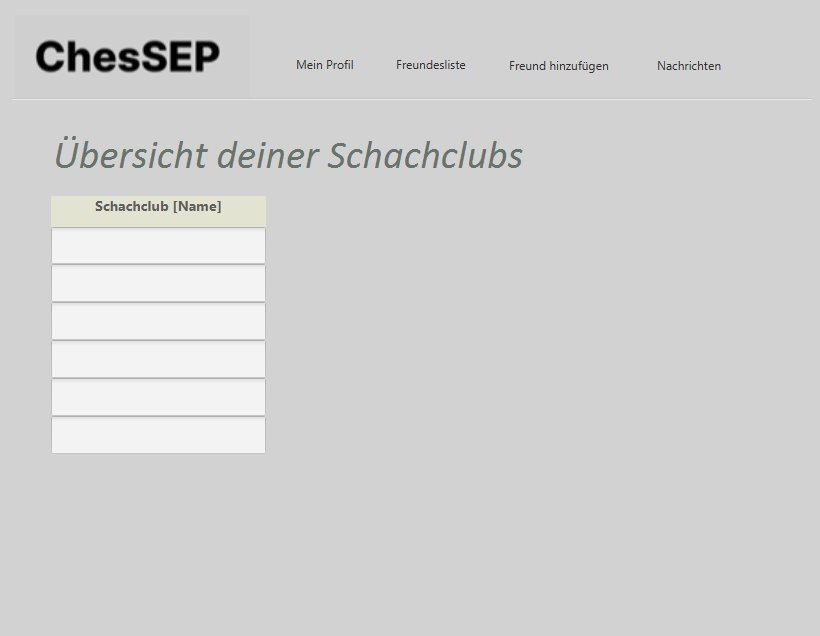 ChesSEP
Mein Profil
Freundesliste
Freund hinzufügen
Nachrichten
Übersicht deiner Schachclubs
Schachclub [Name]